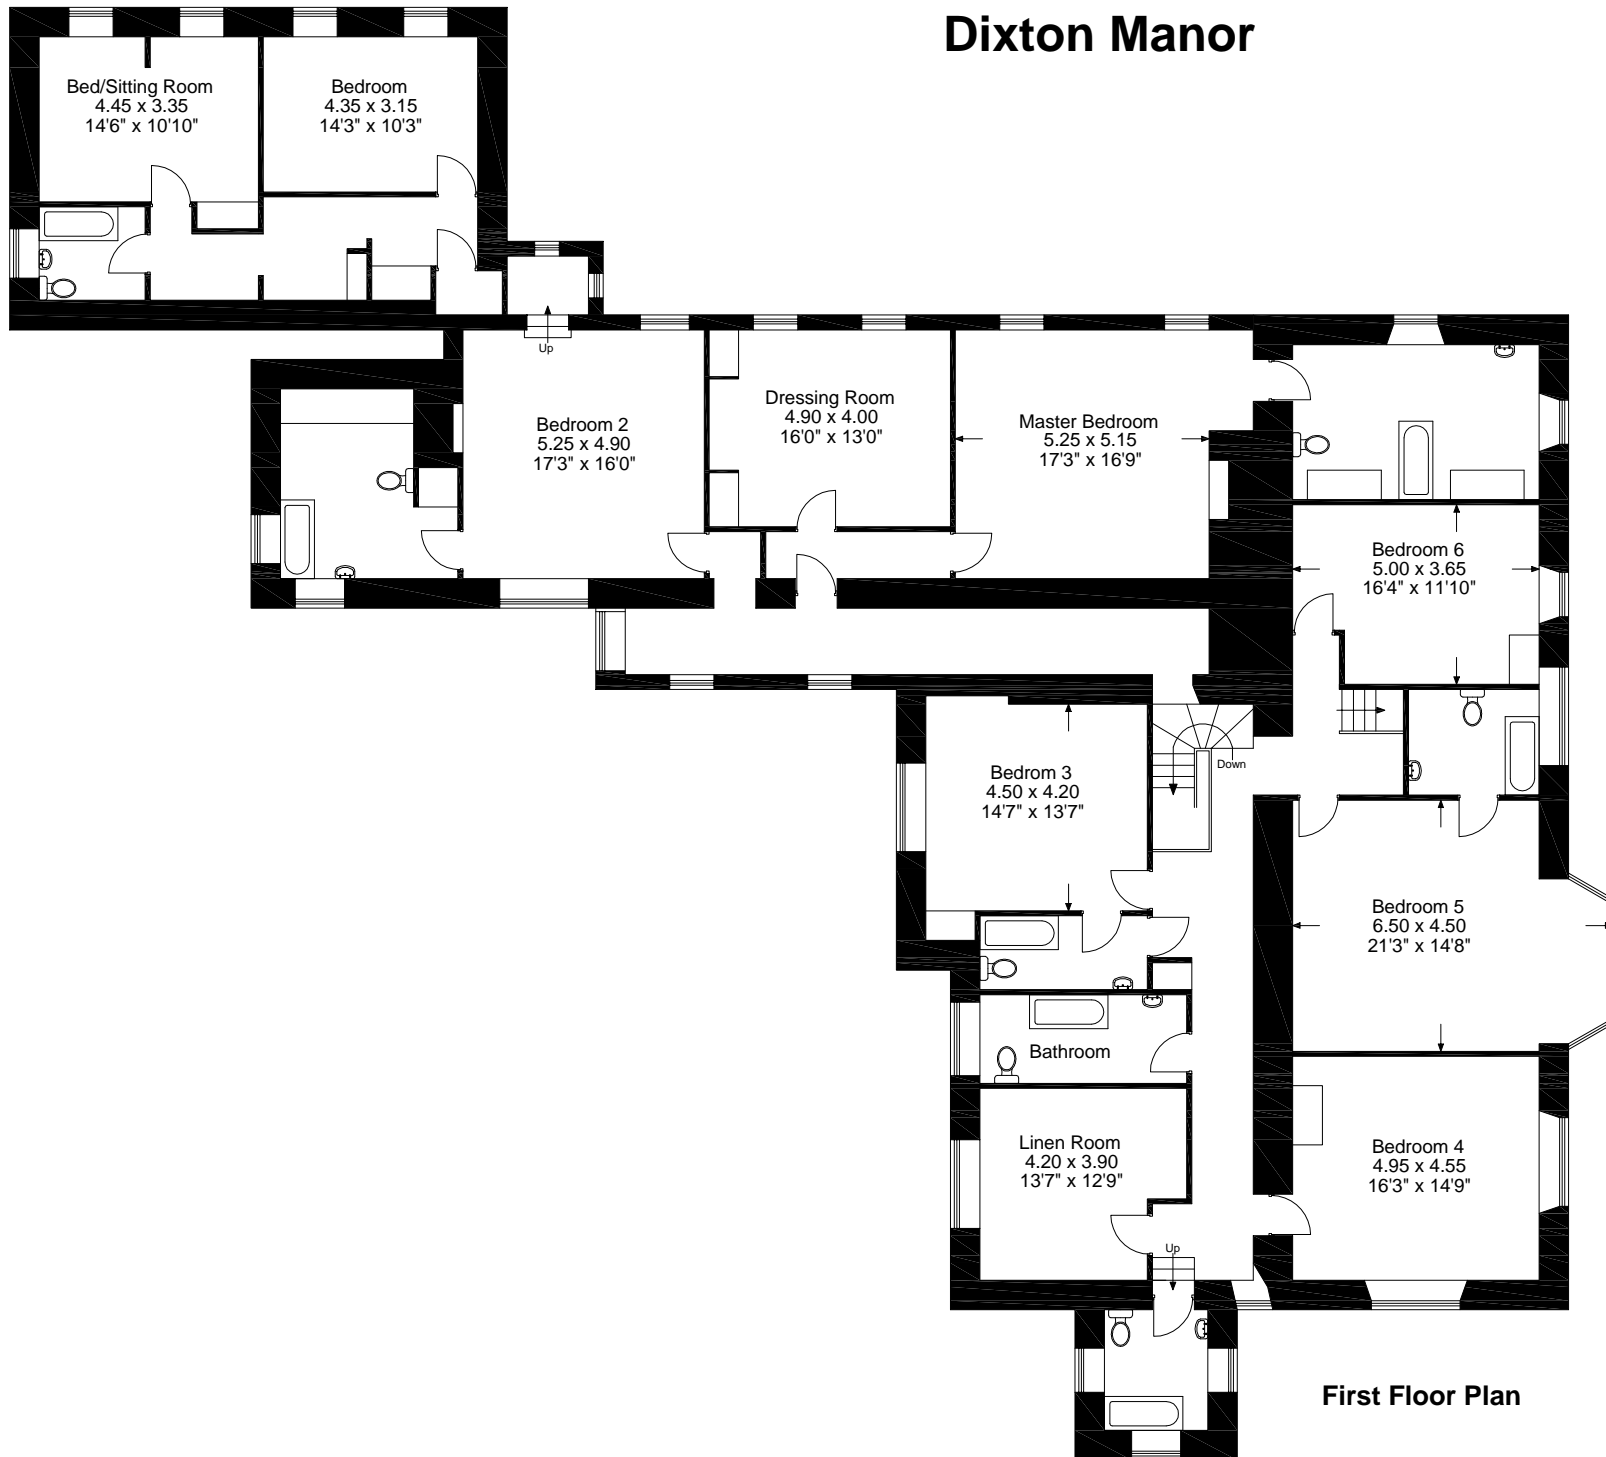 Dixton Manor
Bed/Sitting Room
4.45 x 3.35
14'6" x 10'10"
Bedroom
4.35 x 3.15
14'3" x 10'3"
Up
Bedroom 2
5.25 x 4.90
17'3" x 16'0"
Dressing Room
4.90 x 4.00
16'0" x 13'0"
Master Bedroom
5.25 x 5.15
17'3" x 16'9"
Bedroom 6
5.00 x 3.65
16'4" x 11'10"
Bedrom 3
4.50 x 4.20
14'7" x 13'7"
Down
Bedroom 5
6.50 x 4.50
21'3" x 14'8"
Bathroom
Linen Room
4.20 x 3.90
13'7" x 12'9"
Bedroom 4
4.95 x 4.55
16'3" x 14'9"
Up
First Floor Plan